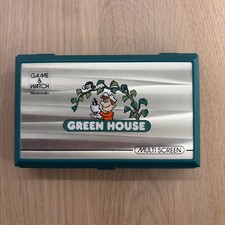 GAME &
WATCH
Nintendo
GREEN HOUSE
MULTI SCREEN